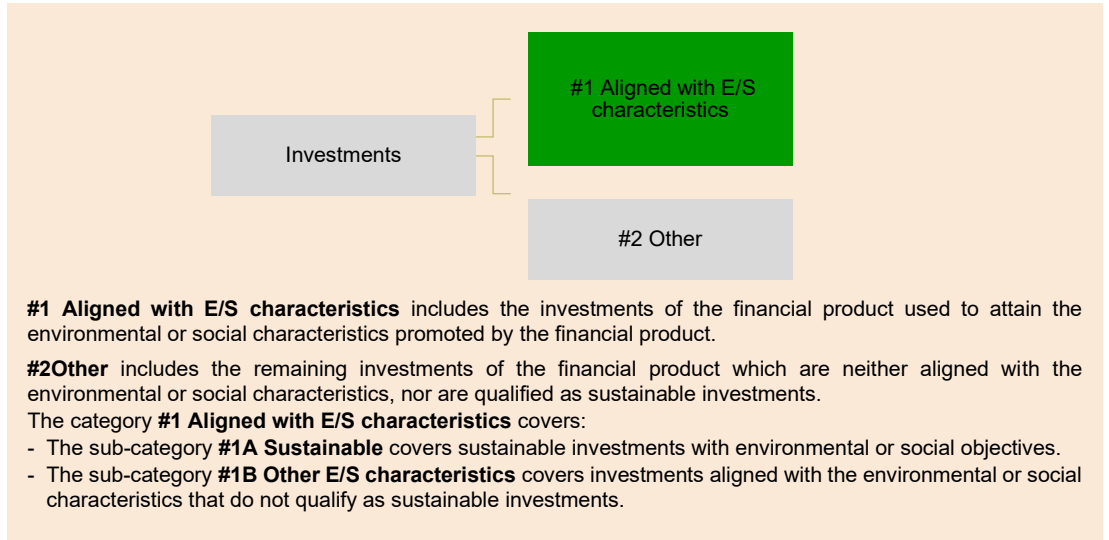 #1 Aligned with E/S
characteristics
Investments
#2 Other
#1 Aligned with E/S characteristics includes the investments of the financial product used to attain the
environmental or social characteristics promoted by the financial product.
#2Other includes the remaining investments of the financial product which are neither aligned with the
environmental or social characteristics, nor are qualified as sustainable investments.
The category #1 Aligned with E/S characteristics covers:
- The sub-category #1A Sustainable covers sustainable investments with environmental or social objectives.
- The sub-category #1B Other E/S characteristics covers investments aligned with the environmental or social
characteristics that do not qualify as sustainable investments.